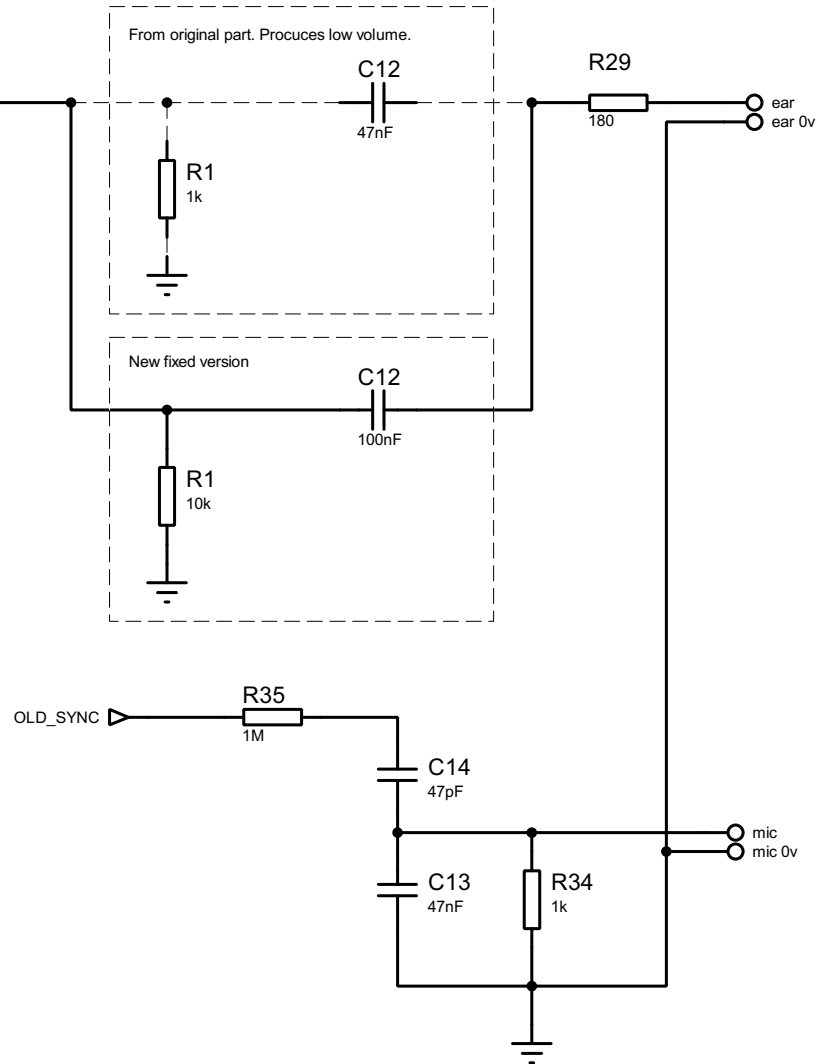 From original part. Procuces low volume.
C12
47nF
R1
1k
R29
180
ear
ear 0v
New fixed version
C12
100nF
R1
10k
OLD_SYNC
R35
1M
C14
47pF
mic
mic 0v
C13
47nF
R34
1k